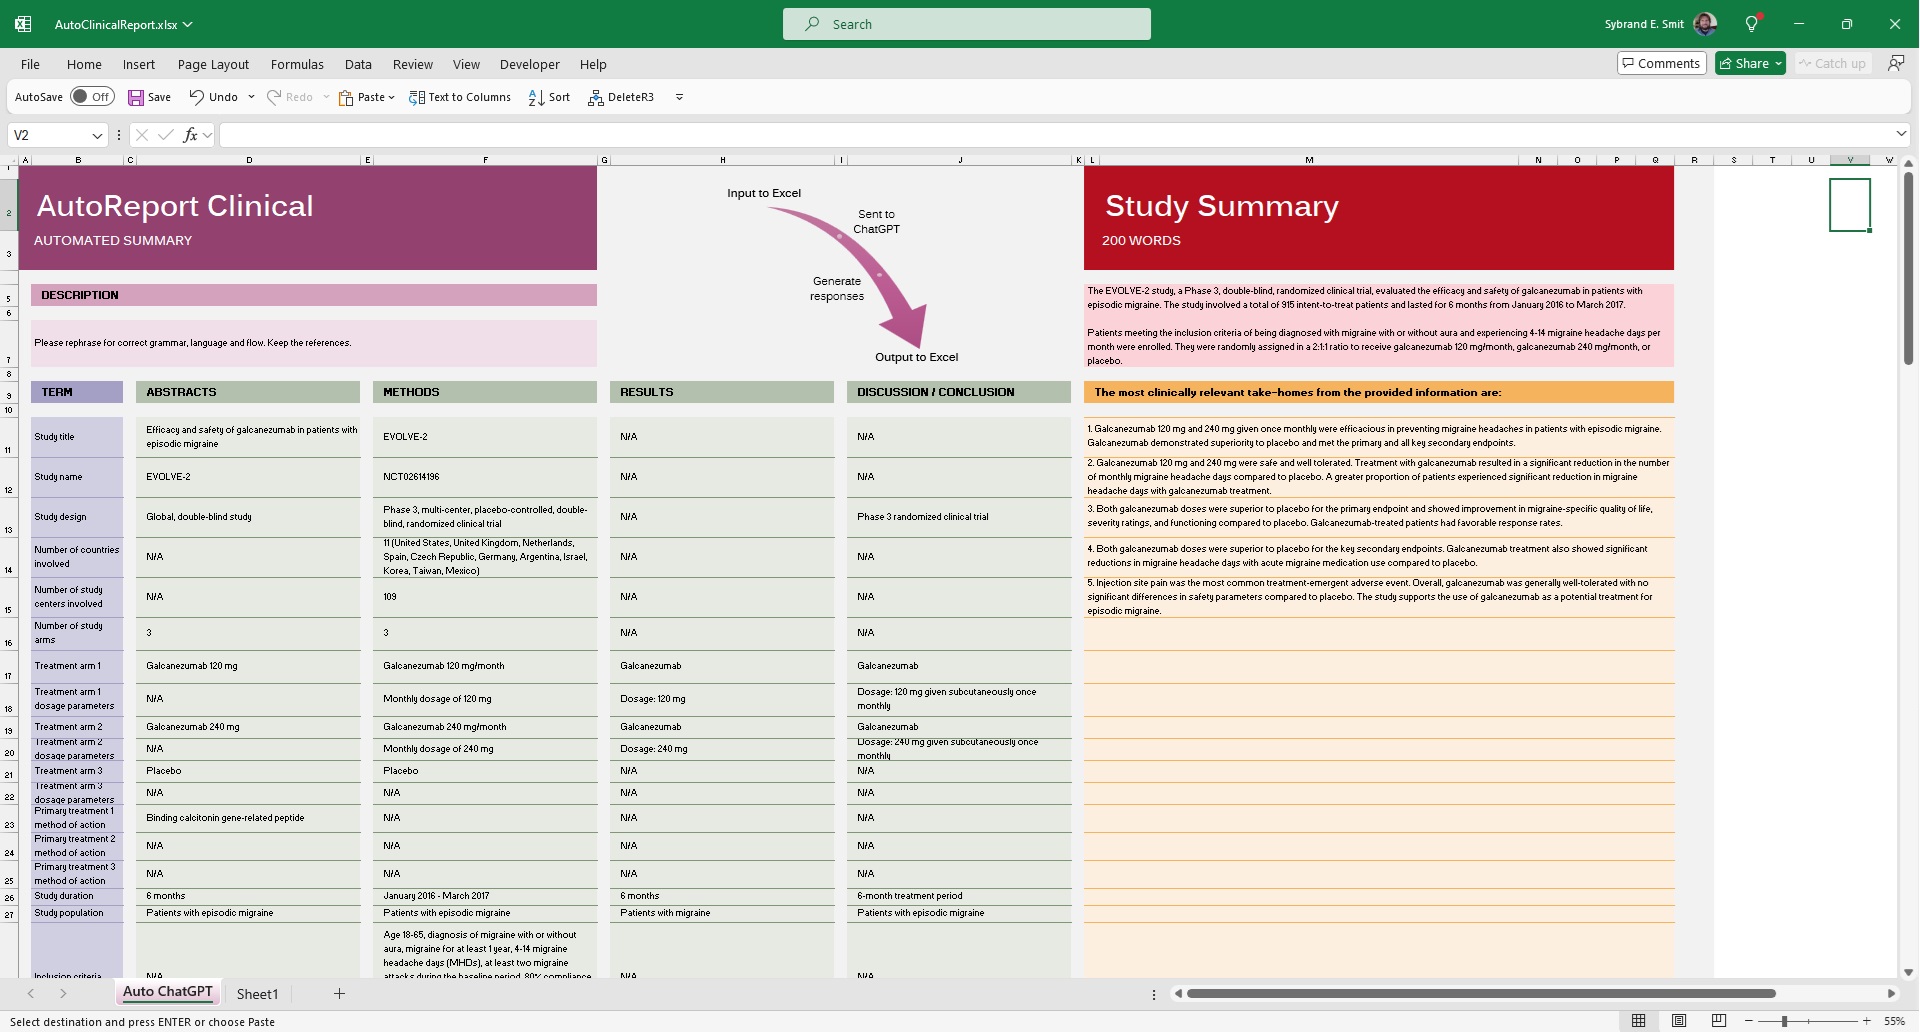 AutoClinicalReport.xlsx
Search
Sybrand E. Smit
File Home Insert Page Layout Formulas Data Review View Developer Help
Comments Share Catch up
AutoSave Off Save Undo Redo Paste Text to Columns Sort DeleteR3
V2 fx
A B C D E F G H I J K L M N O P Q R S T U V W
AutoReport Clinical
AUTOMATED SUMMARY
Input to Excel
Sent to
ChatGPT
Generate
responses
Output to Excel
Study Summary
200 WORDS
DESCRIPTION
Please rephrase for correct grammar, language and flow. Keep the references.
The EVOLVE-2 study, a Phase 3, double-blind, randomized clinical trial, evaluated the efficacy and safety of galcanezumab in patients with
episodic migraine. The study involved a total of 915 intent-to-treat patients and lasted for 6 months from January 2016 to March 2017.
Patients meeting the inclusion criteria of being diagnosed with migraine with or without aura and experiencing 4-14 migraine headache days per
month were enrolled. They were randomly assigned in a 2:1:1 ratio to receive galcanezumab 120 mg/month, galcanezumab 240 mg/month, or
placebo.
TERM ABSTRACTS METHODS RESULTS DISCUSSION / CONCLUSION
The most clinically relevant take-homes from the provided information are:
Study title
Efficacy and safety of galcanezumab in patients with
episodic migraine
EVOLVE-2
N/A
N/A
1. Galcanezumab 120 mg and 240 mg given once monthly were efficacious in preventing migraine headaches in patients with episodic migraine.
Galcanezumab demonstrated superiority to placebo and met the primary and all key secondary endpoints.
Study name
EVOLVE-2
NCT02614196
N/A
N/A
2. Galcanezumab 120 mg and 240 mg were safe and well tolerated. Treatment with galcanezumab resulted in a significant reduction in the number
of monthly migraine headache days compared to placebo. A greater proportion of patients experienced significant reduction in migraine
headache days with galcanezumab treatment.
Study design
Global, double-blind study
Phase 3, multi-center, placebo-controlled, double-
blind, randomized clinical trial
N/A
Phase 3 randomized clinical trial
3. Both galcanezumab doses were superior to placebo for the primary endpoint and showed improvement in migraine-specific quality of life,
severity ratings, and functioning compared to placebo. Galcanezumab-treated patients had favorable response rates.
Number of countries
involved
N/A
11 (United States, United Kingdom, Netherlands,
Spain, Czech Republic, Germany, Argentina, Israel,
Korea, Taiwan, Mexico)
N/A
N/A
4. Both galcanezumab doses were superior to placebo for the key secondary endpoints. Galcanezumab treatment also showed significant
reductions in migraine headache days with acute migraine medication use compared to placebo.
Number of study
centers involved
N/A
109
N/A
N/A
5. Injection site pain was the most common treatment-emergent adverse event. Overall, galcanezumab was generally well-tolerated with no
significant differences in safety parameters compared to placebo. The study supports the use of galcanezumab as a potential treatment for
episodic migraine.
Number of study
arms
3
3
N/A
N/A
Treatment arm 1
Galcanezumab 120 mg
Galcanezumab 120 mg/month
Galcanezumab
Galcanezumab
Treatment arm 1
dosage parameters
N/A
Monthly dosage of 120 mg
Dosage: 120 mg
Dosage: 120 mg given subcutaneously once
monthly
Treatment arm 2
Galcanezumab 240 mg
Galcanezumab 240 mg/month
Galcanezumab
Galcanezumab
Treatment arm 2
dosage parameters
N/A
Monthly dosage of 240 mg
Dosage: 240 mg
Dosage: 240 mg given subcutaneously once
monthly
Treatment arm 3
Placebo
Placebo
N/A
N/A
Treatment arm 3
dosage parameters
N/A
N/A
N/A
N/A
Primary treatment 1
method of action
Binding calcitonin gene-related peptide
N/A
N/A
N/A
Primary treatment 2
method of action
N/A
N/A
N/A
N/A
Primary treatment 3
method of action
N/A
N/A
N/A
N/A
Study duration
6 months
January 2016 - March 2017
6 months
6-month treatment period
Study population
Patients with episodic migraine
Patients with episodic migraine
Patients with migraine
Patients with episodic migraine
Inclusion criteria
N/A
Age 18-65, diagnosis of migraine with or without
aura, migraine for at least 1 year, 4-14 migraine
headache days (MHDs), at least two migraine
attacks during the baseline period, 80% compliance
N/A
N/A
1
2
3
5
6
7
8
9
10
11
12
13
14
15
16
17
18
19
20
21
22
23
24
25
26
27
Auto ChatGPT Sheet1
Select destination and press ENTER or choose Paste
55%